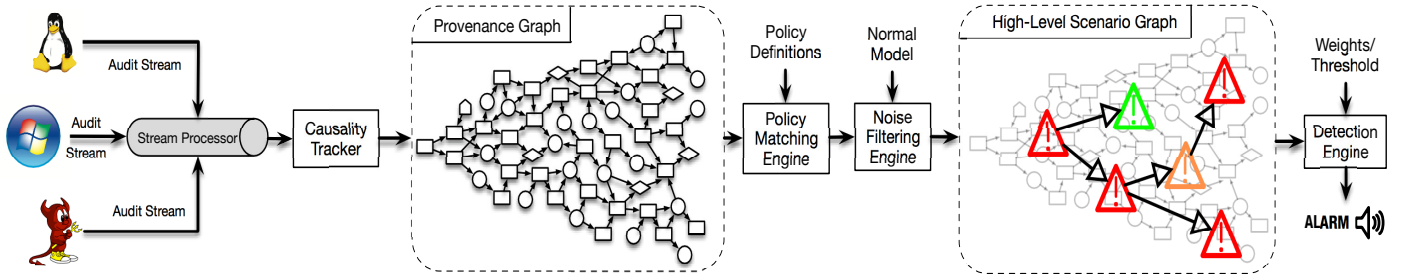 Audit Stream
Audit
Stream
Audit Stream
Stream Processor
Causality
Tracker
Provenance Graph
Policy
Definitions
Policy
Matching
Engine
Normal
Model
Noise
Filtering
Engine
High-Level Scenario Graph
Weights/
Threshold
Detection
Engine
ALARM